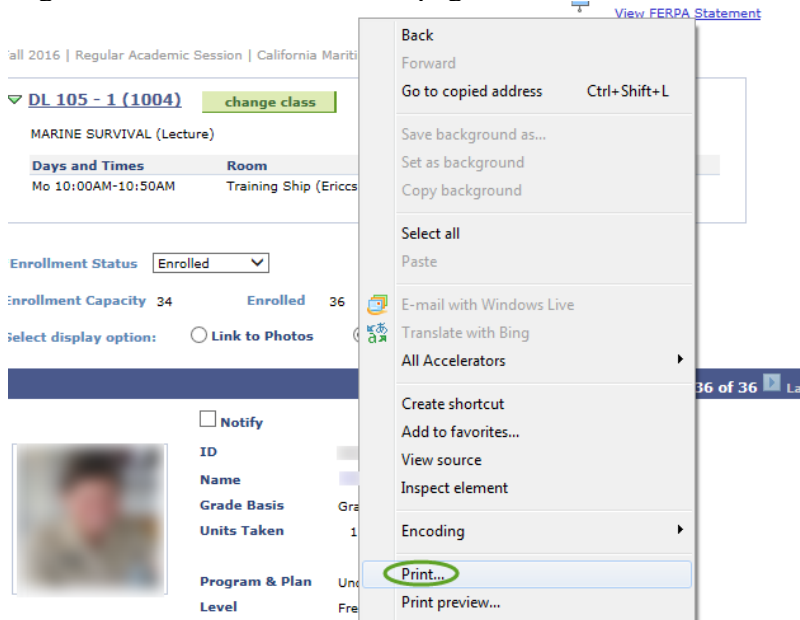 View FERPA Statement
all 2016 | Regular Academic Session | California Mariti
DL 105 - 1 (1004)
change class
MARINE SURVIVAL (Lecture)
Days and Times Room
Mo 10:00AM-10:50AM Training Ship (Ericcs
Enrollment Status Enrolled
Enrollment Capacity 34 Enrolled 36
Select display option: Link to Photos
36 of 36 La
Notify
ID
Name
Grade Basis Gra
Units Taken 1
Program & Plan Und
Level Fre
Back
Forward
Go to copied address Ctrl+Shift+L
Save background as...
Set as background
Copy background
Select all
Paste
E-mail with Windows Live
Translate with Bing
All Accelerators
Create shortcut
Add to favorites...
View source
Inspect element
Encoding
Print...
Print preview...